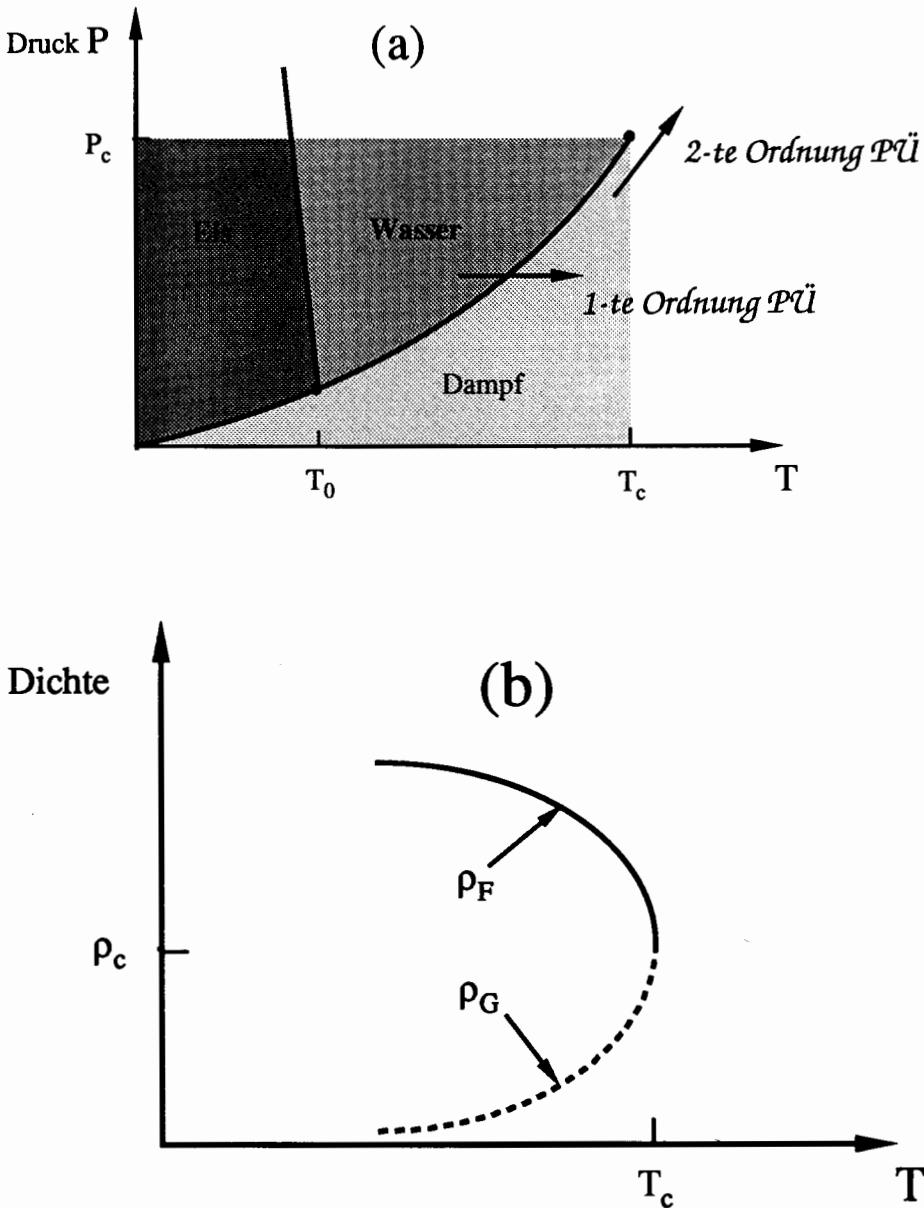 (a)
Druck P
P_c
2-te Ordnung PÜ
Eis
Wasser
1-te Ordnung PÜ
Dampf
T_0
T_c
T
(b)
Dichte
ρ_F
ρ_c
ρ_G
T_c
T